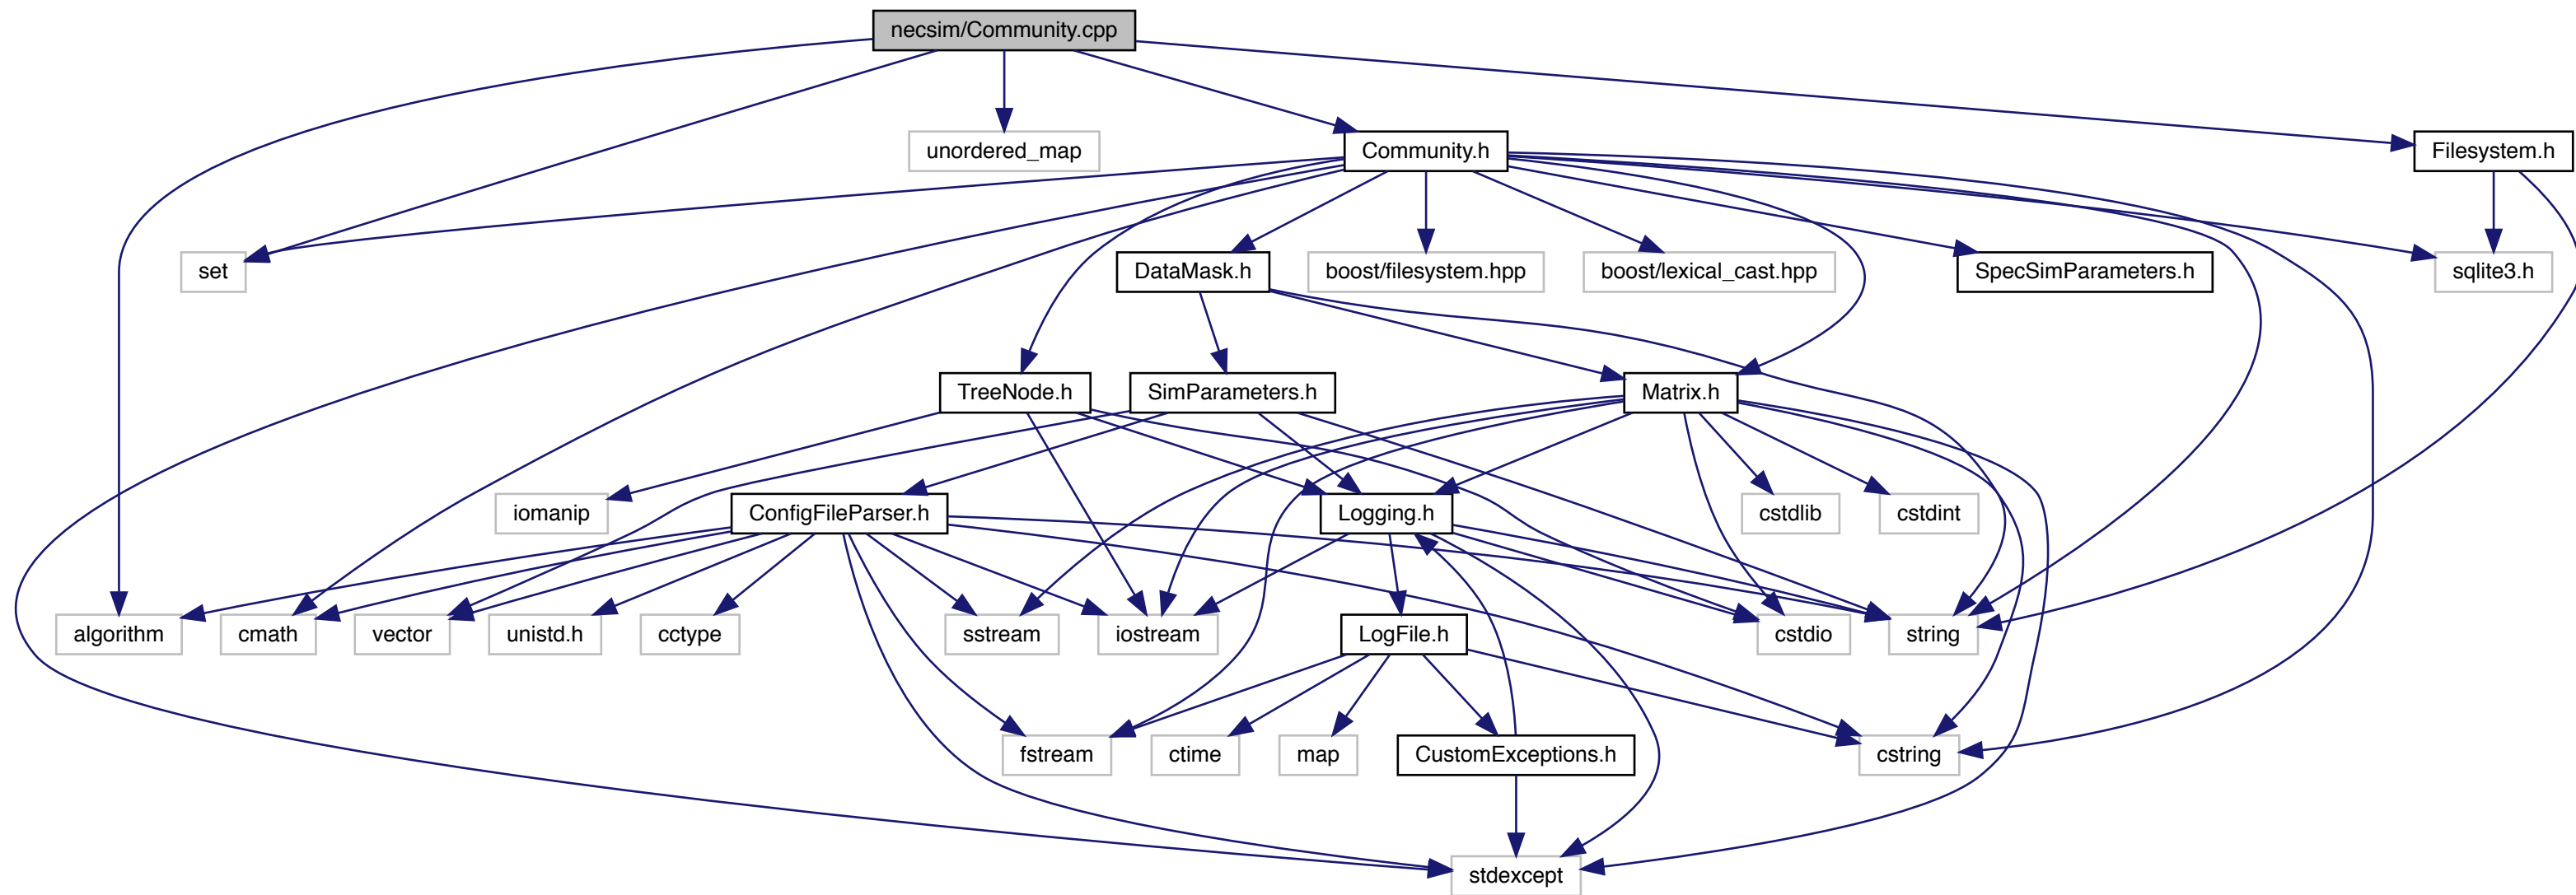 necsim/Community.cpp
unordered_map
Community.h
Filesystem.h
set
DataMask.h
boost/filesystem.hpp
boost/lexical_cast.hpp
SpecSimParameters.h
sqlite3.h
TreeNode.h
SimParameters.h
Matrix.h
iomanip
ConfigFileParser.h
Logging.h
cstdlib
cstdint
algorithm
cmath
vector
unistd.h
cctype
sstream
iostream
LogFile.h
cstdio
string
fstream
ctime
map
CustomExceptions.h
cstring
stdexcept